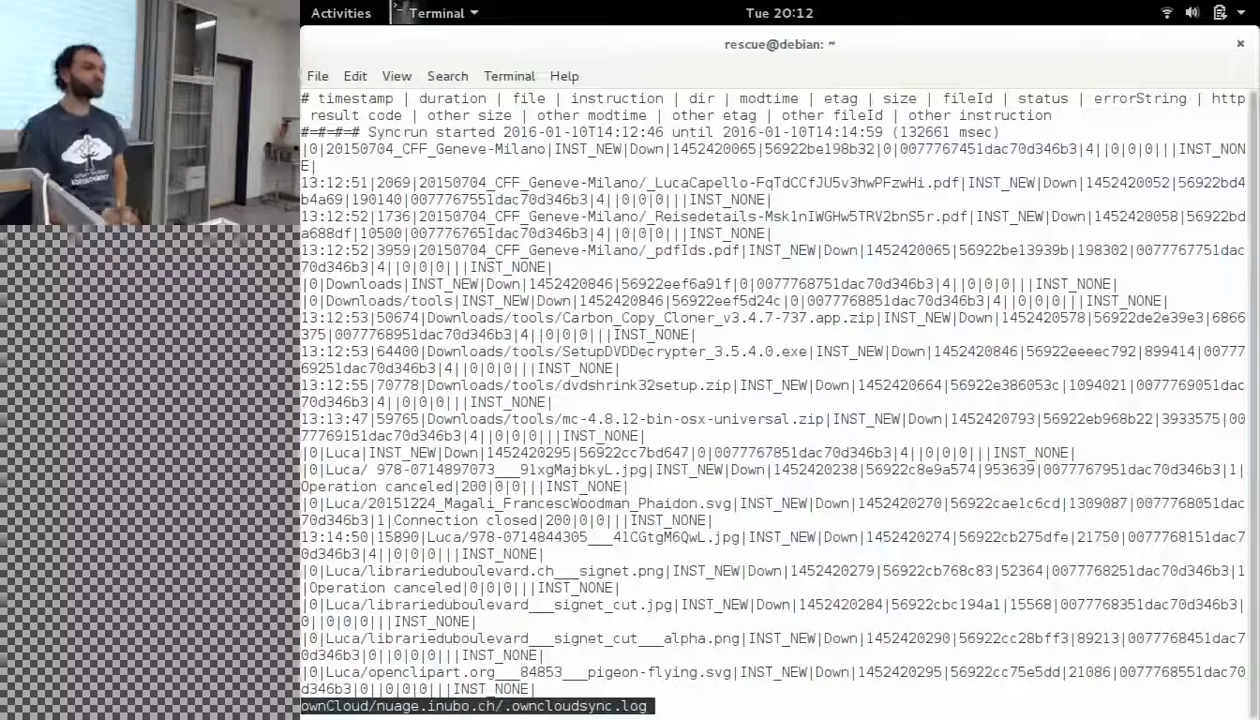 Activities
Terminal
Tue 20:12
rescue@debian: ~
×
File Edit View Search Terminal Help
# timestamp | duration | file | instruction | dir | modtime | etag | size | fileId | status | errorString | http
result code | other size | other modtime | other etag | other fileId | other instruction
#=#=#=# Syncrun started 2016-01-10T14:12:46 until 2016-01-10T14:14:59 (132661 msec)
|0|20150704_CFF_Geneve-Milano|INST_NEW|Down|1452420065|56922be198b32|0|0077767451dac70d346b3|4||0|0|0|||INST_NON
E|
13:12:51|2069|20150704_CFF_Geneve-Milano/_LucaCapello-FqTdCCfJU5v3hwPFzwHi.pdf|INST_NEW|Down|1452420052|56922bd4
b4a69|190140|0077767551dac70d346b3|4||0|0|0|||INST_NONE|
13:12:52|1736|20150704_CFF_Geneve-Milano/_Reisedetails-Msk1nIWGHw5TRV2bnS5r.pdf|INST_NEW|Down|1452420058|56922bd
a688df|10500|0077767651dac70d346b3|4||0|0|0|||INST_NONE|
13:12:52|3959|20150704_CFF_Geneve-Milano/_pdfIds.pdf|INST_NEW|Down|1452420065|56922be13939b|198302|0077767751dac
70d346b3|4||0|0|0|||INST_NONE|
|0|Downloads|INST_NEW|Down|1452420846|56922eef6a91f|0|0077768751dac70d346b3|4||0|0|0|||INST_NONE|
|0|Downloads/tools|INST_NEW|Down|1452420846|56922eef5d24c|0|0077768851dac70d346b3|4||0|0|0|||INST_NONE|
13:12:53|50674|Downloads/tools/Carbon_Copy_Cloner_v3.4.7-737.app.zip|INST_NEW|Down|1452420578|56922de2e39e3|6866
375|0077768951dac70d346b3|4||0|0|0|||INST_NONE|
13:12:53|64400|Downloads/tools/SetupDVDDecrypter_3.5.4.0.exe|INST_NEW|Down|1452420846|56922eeeec792|899414|00777
69251dac70d346b3|4||0|0|0|||INST_NONE|
13:12:55|70778|Downloads/tools/dvdshrink32setup.zip|INST_NEW|Down|1452420664|56922e386053c|1094021|0077769051dac
70d346b3|4||0|0|0|||INST_NONE|
13:13:47|59765|Downloads/tools/mc-4.8.12-bin-osx-universal.zip|INST_NEW|Down|1452420793|56922eb968b22|3933575|00
77769151dac70d346b3|4||0|0|0|||INST_NONE|
|0|Luca|INST_NEW|Down|1452420295|56922cc7bd647|0|0077767851dac70d346b3|4||0|0|0|||INST_NONE|
|0|Luca/ 978-0714897073___91xgMajbkyL.jpg|INST_NEW|Down|1452420238|56922c8e9a574|953639|0077767951dac70d346b3|1|
Operation canceled|200|0|0|||INST_NONE|
|0|Luca/20151224_Magali_FrancescWoodman_Phaidon.svg|INST_NEW|Down|1452420270|56922cae1c6cd|1309087|0077768051dac
70d346b3|1|Connection closed|200|0|0|||INST_NONE|
13:14:50|15890|Luca/978-0714844305___41CGtgM6QwL.jpg|INST_NEW|Down|1452420274|56922cb275dfe|21750|0077768151dac7
0d346b3|4||0|0|0|||INST_NONE|
|0|Luca/librairieduboulevard.ch___signet.png|INST_NEW|Down|1452420279|56922cb768c83|52364|0077768251dac70d346b3|1
|Operation canceled|200|0|0|||INST_NONE|
|0|Luca/librarieduboulevard___signet_cut.jpg|INST_NEW|Down|1452420284|56922cbc194a1|15568|0077768351dac70d346b3|
0||0|0|0|||INST_NONE|
|0|Luca/librarieduboulevard___signet_cut___alpha.png|INST_NEW|Down|1452420290|56922cc28bff3|89213|0077768451dac7
0d346b3|0||0|0|0|||INST_NONE|
|0|Luca/openclipart.org___84853___pigeon-flying.svg|INST_NEW|Down|1452420295|56922cc75e5dd|21086|0077768551dac70
d346b3|0||0|0|0|||INST_NONE|
ownCloud/nuage.inubo.ch/.owncloudsync.log